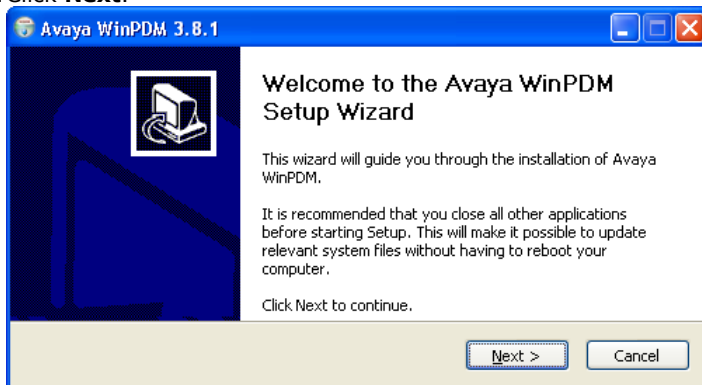 Click Next.
Avaya WinPDM 3.8.1
Welcome to the Avaya WinPDM
Setup Wizard
This wizard will guide you through the installation of Avaya
WinPDM.
It is recommended that you close all other applications
before starting Setup. This will make it possible to update
relevant system files without having to reboot your
computer.
Click Next to continue.
Next >
Cancel